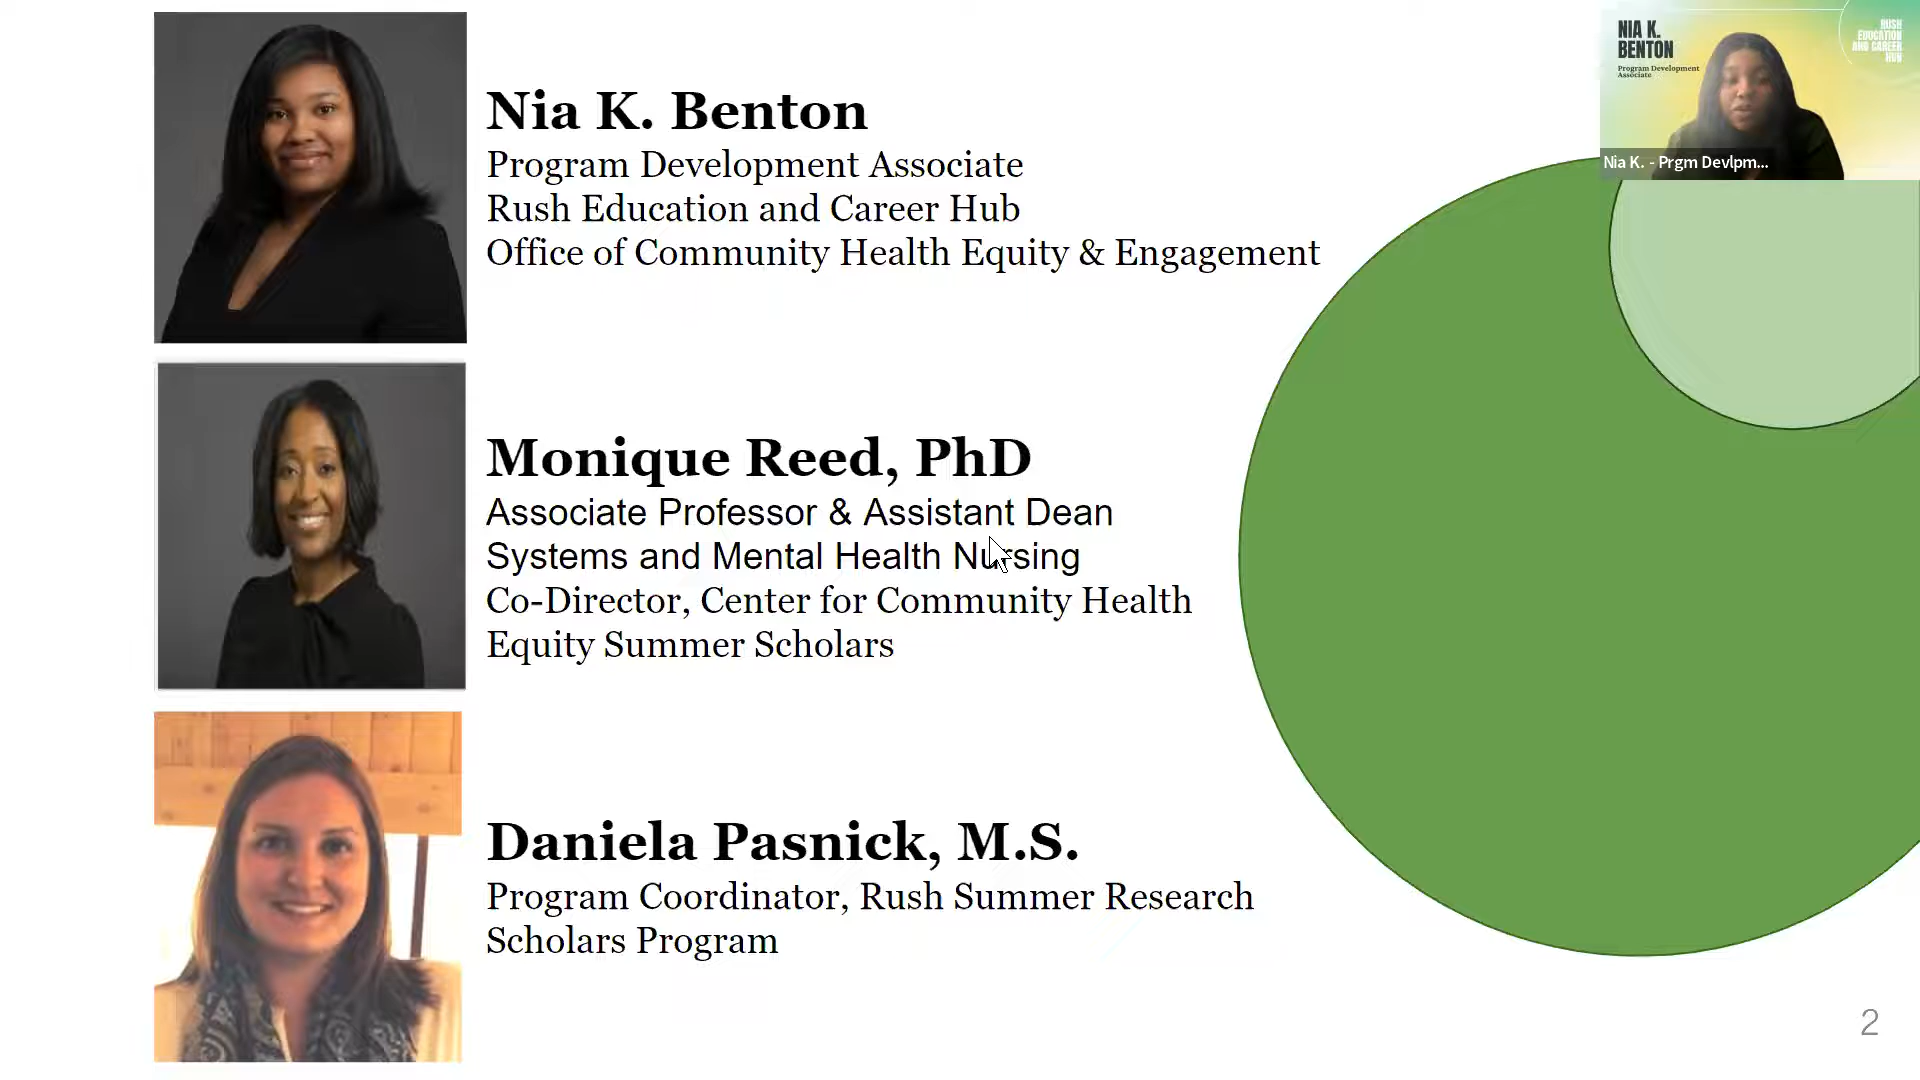 Nia K. Benton
Program Development Associate
Rush Education and Career Hub
Office of Community Health Equity & Engagement
Monique Reed, PhD
Associate Professor & Assistant Dean
Systems and Mental Health Nursing
Co-Director, Center for Community Health
Equity Summer Scholars
Daniela Pasnick, M.S.
Program Coordinator, Rush Summer Research
Scholars Program
NIA K.
BENTON
Program Development
Associate
RUSH
EDUCATION
AND CAREER
HUB
Nia K. - Prgm Devlpm...
2